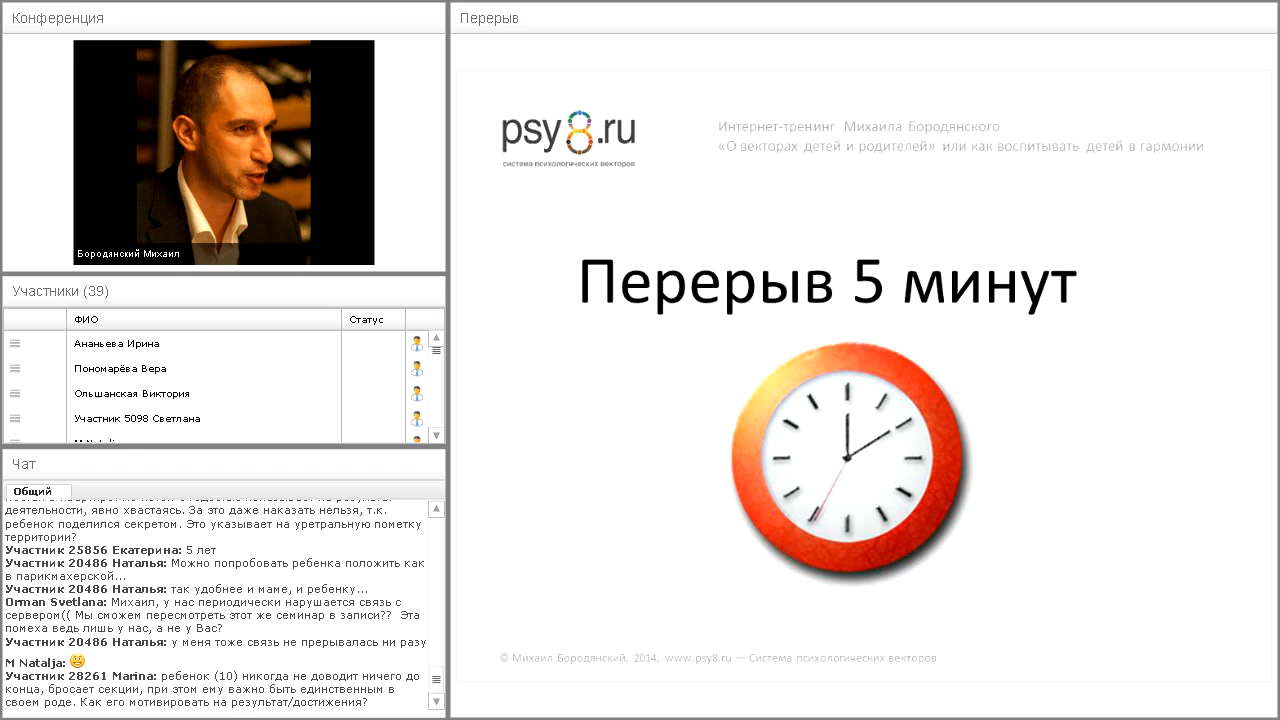 Конференция
Бородянский Михаил
Участники (39)
ФИО
Статус
Ананьева Ирина
Пономарёва Вера
Ольшанская Виктория
Участник 5098 Светлана
Чат
Общий
деятельности, явно хвастаясь. За это даже наказать нельзя, т.к.
ребенок поделился секретом. Это указывает на уретральную пометку
территории?
Участник 25856 Екатерина: 5 лет
Участник 20486 Наталья: Можно попробовать ребенка положить как
в парикмахерской...
Участник 20486 Наталья: так удобнее и маме, и ребенку...
Orman Svetlana: Михаил, у нас периодически нарушается связь с
сервером(( Мы сможем пересмотреть этот же семинар в записи?? Эта
помеха ведь лишь у нас, а не у Вас?
Участник 20486 Наталья: у меня тоже связь не прерывалась ни разу
M Natalja:
Участник 28261 Marina: ребенок (10) никогда не доводит ничего до
конца, бросает секции, при этом ему важно быть единственным в
своем роде. Как его мотивировать на результат/достижения?
Перерыв
psy8.ru
система психологических векторов
Интернет-тренинг Михаила Бородянского
«О векторах детей и родителей» или как воспитывать детей в гармонии
Перерыв 5 минут
© Михаил Бородянский, 2014, www.psy8.ru — Система психологических векторов